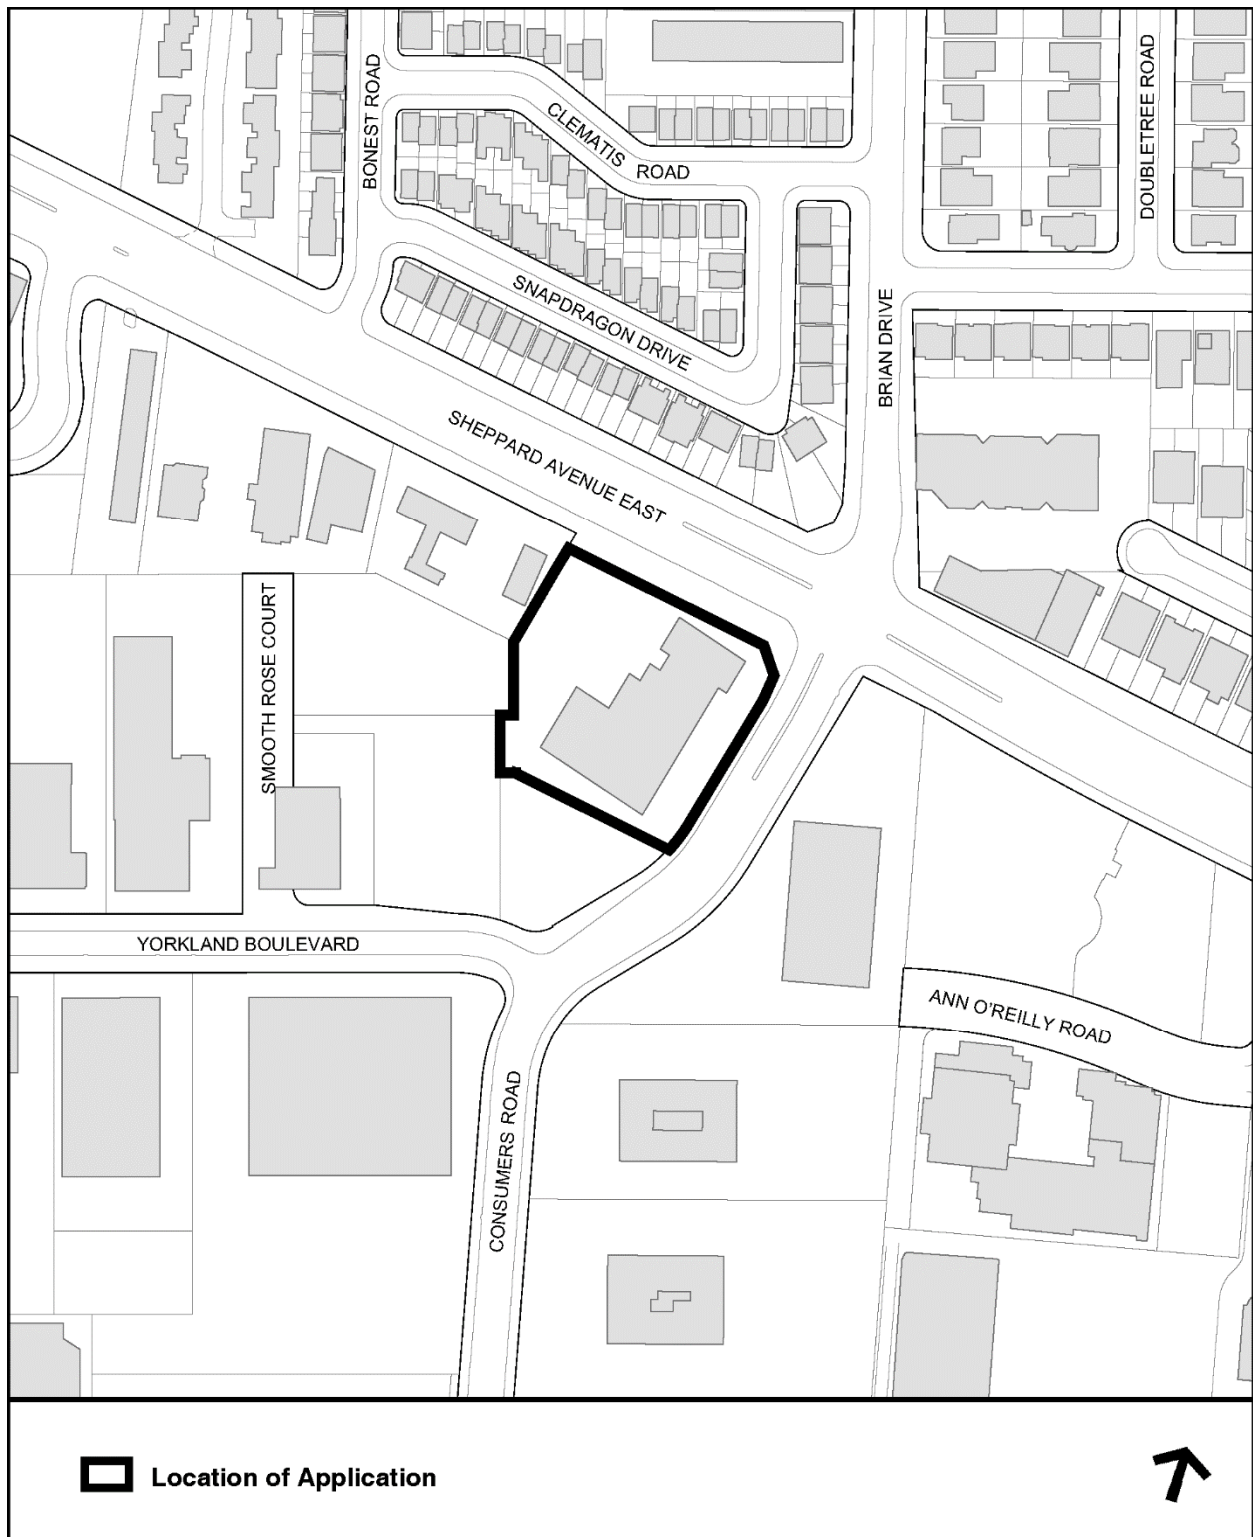 BONEST ROAD
CLEMATIS
ROAD
DOUBLETREE ROAD
SNAPDRAGON DRIVE
BRIAN DRIVE
SHEPPARD AVENUE EAST
SMOOTH ROSE COURT
YORKLAND BOULEVARD
ANN O'REILLY ROAD
CONSUMERS ROAD
Location of Application